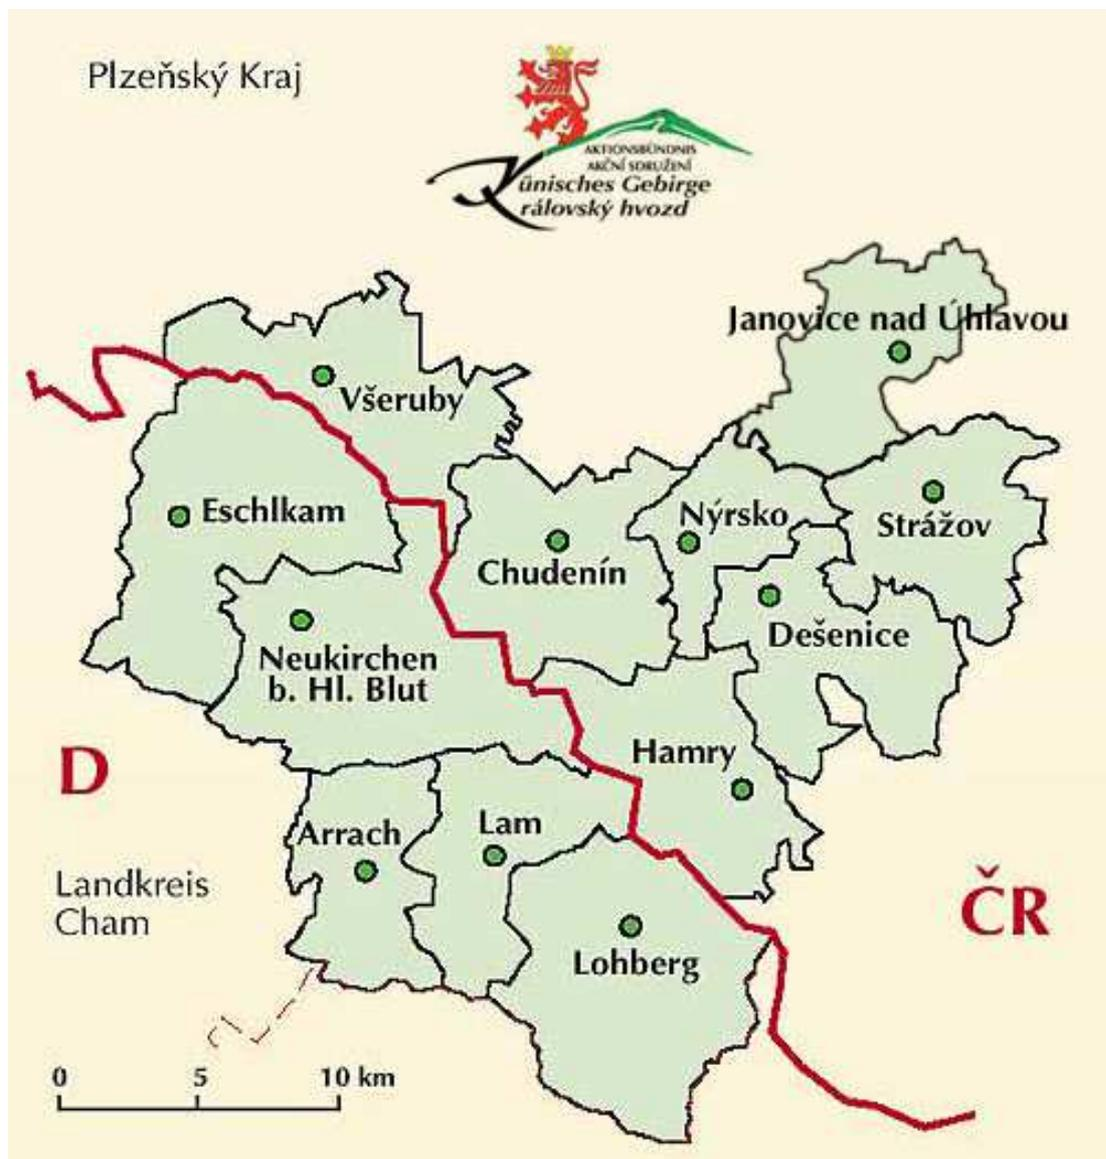 Plzeňský Kraj
AKTIONSBÜNDNIS
AKČNÍ SDRUŽENÍ
Künisches Gebirge
Královský hvozd
Janovice nad Úhlavou
Všeruby
Eschlkam
Nýrsko
Strážov
Chudenín
Dešenice
Neukirchen
b. Hl. Blut
Hamry
D
Lam
Arrach
Landkreis
Cham
ČR
Lohberg
0 5 10 km